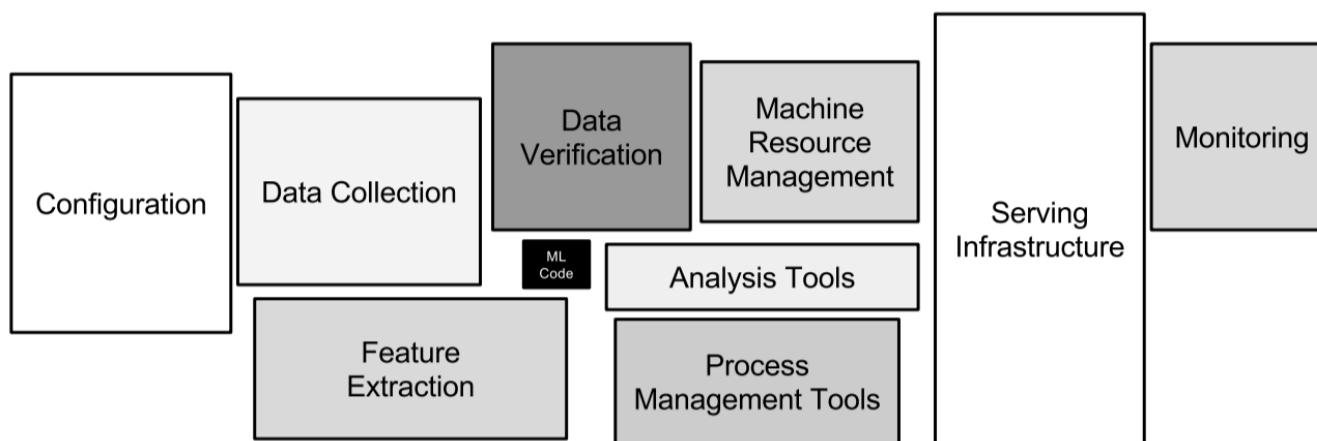 Configuration
Data Collection
Data
Verification
Machine
Resource
Management
Monitoring
Serving
Infrastructure
ML
Code
Analysis Tools
Feature
Extraction
Process
Management Tools